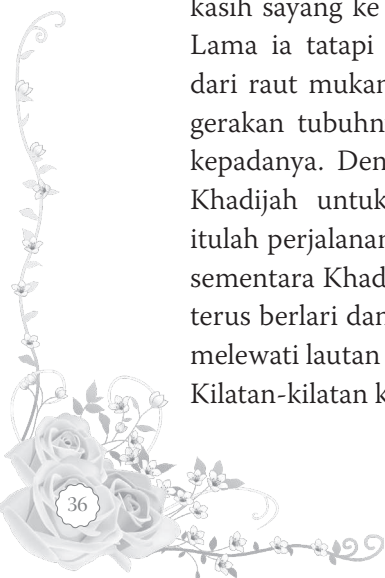 kasih sayang ke
Lama ia tatapi
dari raut mukan
gerakan tubuhn
kepadanya. Den
Khadijah untuk
itulah perjalanan
sementara Khad
terus berlari dan
melewati lautan
Kilatan-kilatan k
36